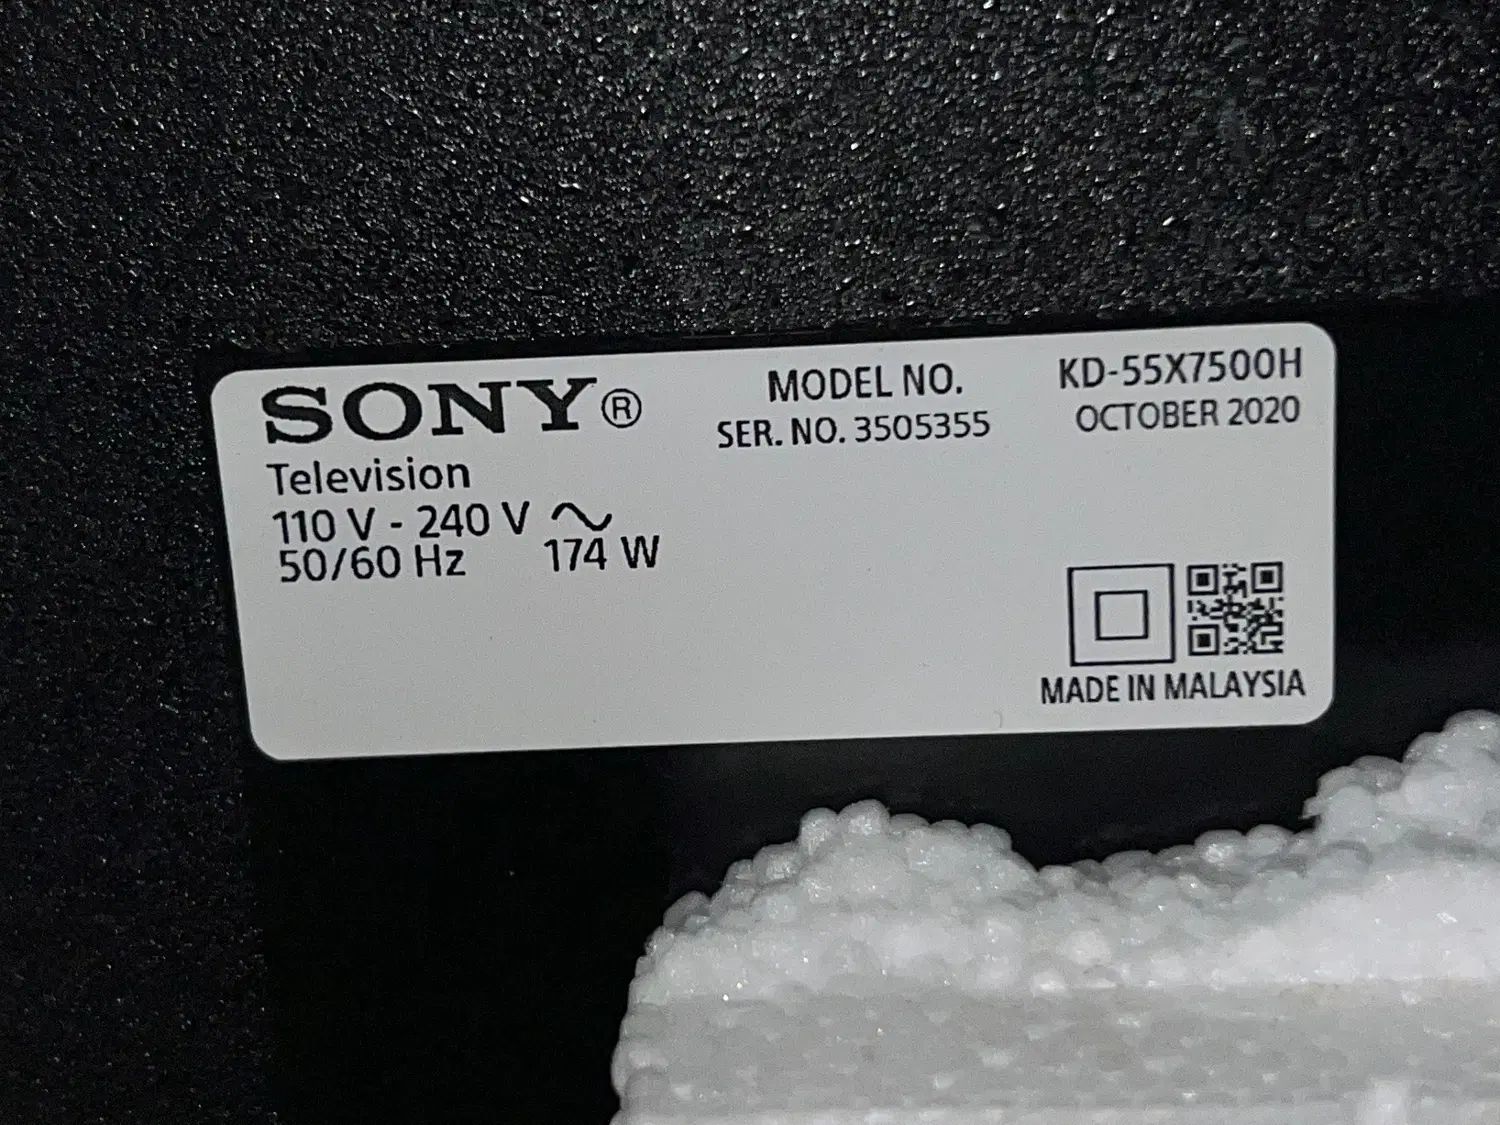 SONY®
Television
110 V - 240 V ～
50/60 Hz 174 W
MODEL NO. KD-55X7500H
SER. NO. 3505355 OCTOBER 2020
MADE IN MALAYSIA